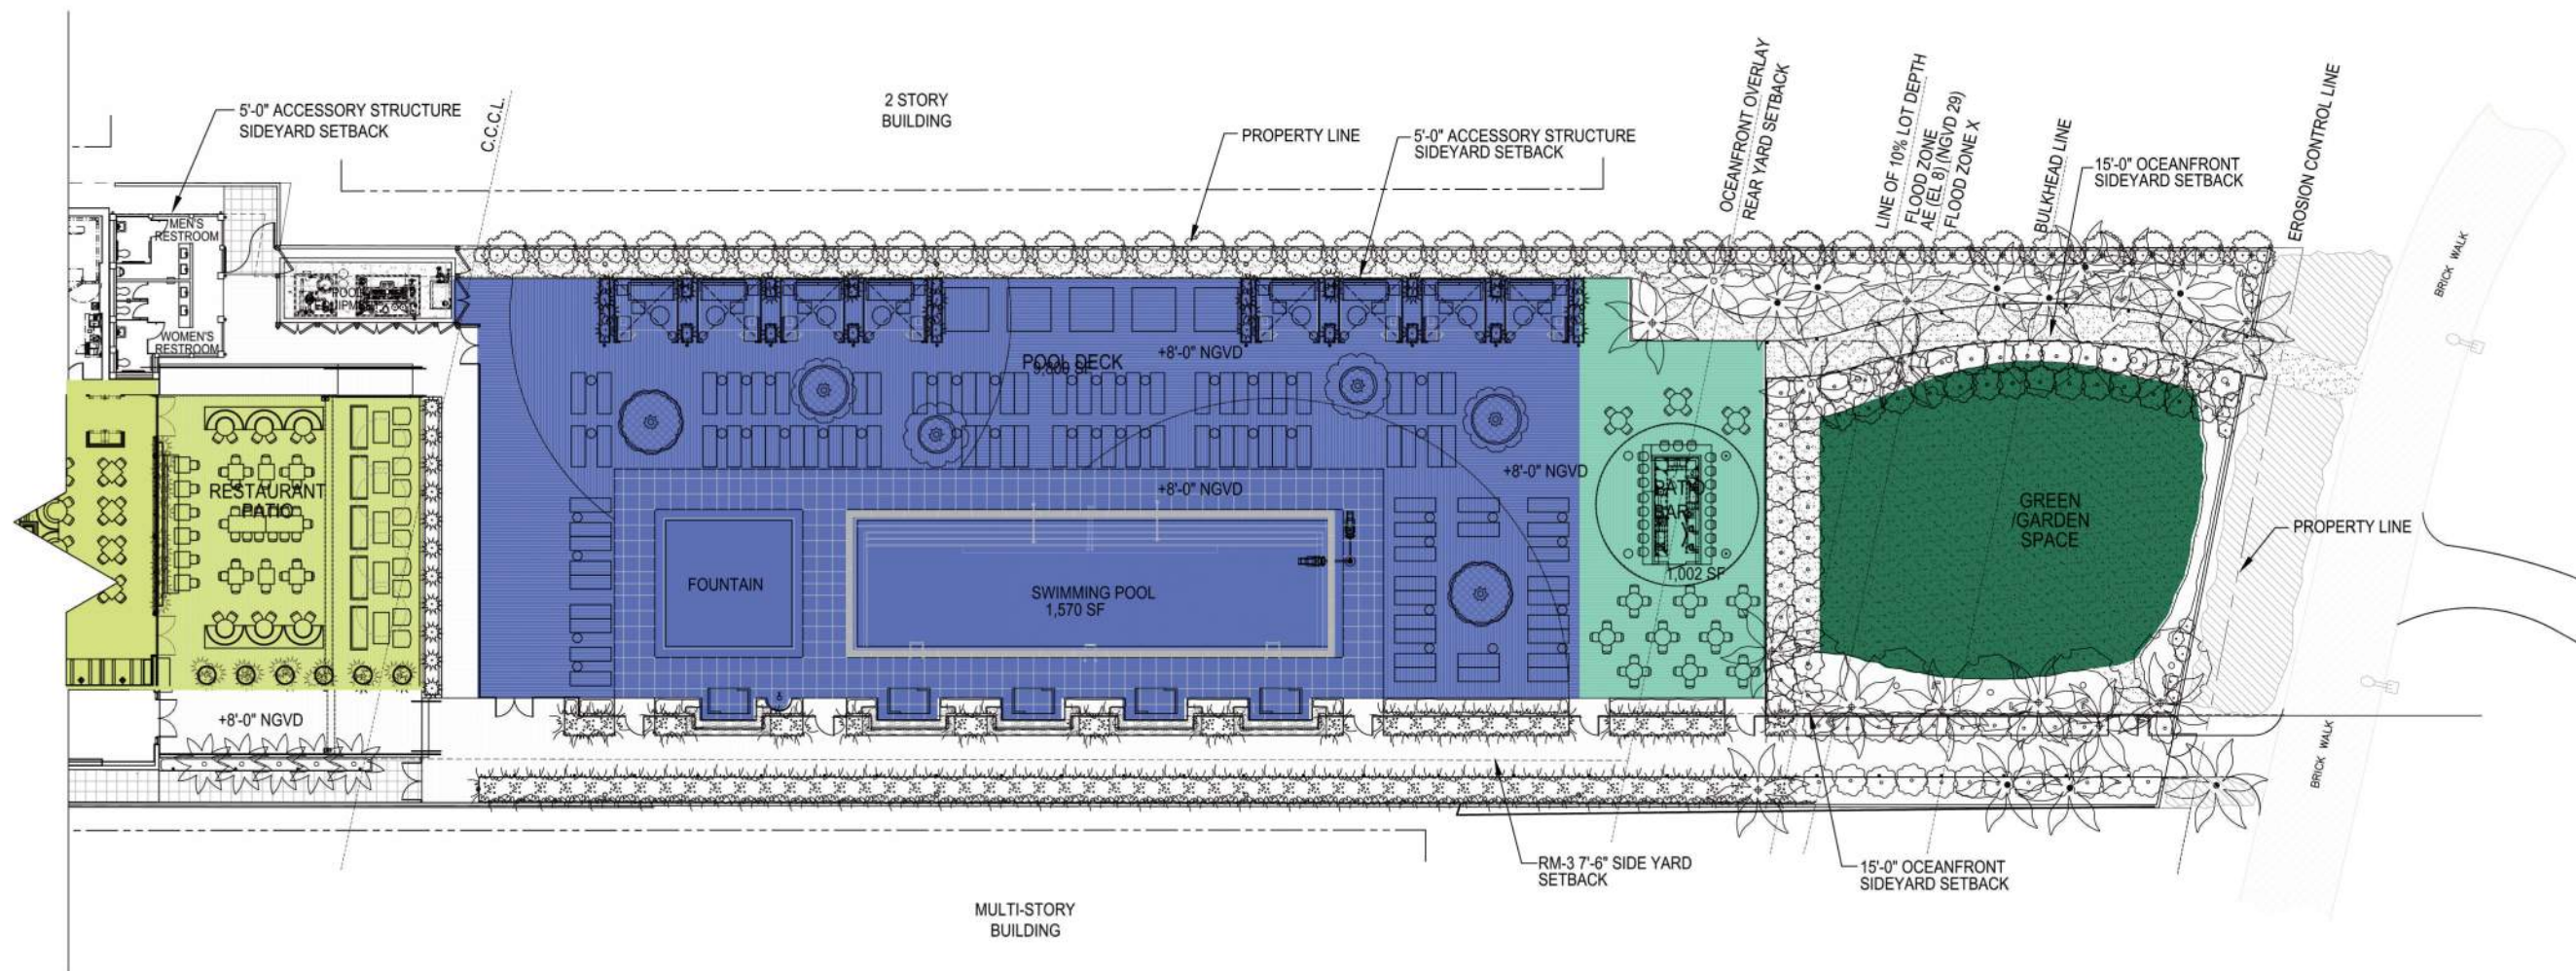 5'-0" ACCESSORY STRUCTURE
SIDEYARD SETBACK
C.C.C.L.
2 STORY
BUILDING
PROPERTY LINE
5'-0" ACCESSORY STRUCTURE
SIDEYARD SETBACK
OCEANFRONT OVERLAY
REAR YARD SETBACK
LINE OF 10% LOT DEPTH
FLOOD ZONE
AE (EL 8) (NGVD 29)
FLOOD ZONE X
BULKHEAD LINE
15'-0" OCEANFRONT
SIDEYARD SETBACK
EROSION CONTROL LINE
BRICK WALK
MEN'S
RESTROOM
WOMEN'S
RESTROOM
POOL
EQUIPMENT
POOL DECK
+8'-0" NGVD
RESTAURANT
PATIO
+8'-0" NGVD
+8'-0" NGVD
FOUNTAIN
SWIMMING POOL
1,570 SF
PATIO
BAR
1,002 SF
GREEN
/GARDEN
SPACE
PROPERTY LINE
+8'-0" NGVD
BRICK WALK
RM-3 7'-6" SIDE YARD
SETBACK
15'-0" OCEANFRONT
SIDEYARD SETBACK
MULTI-STORY
BUILDING